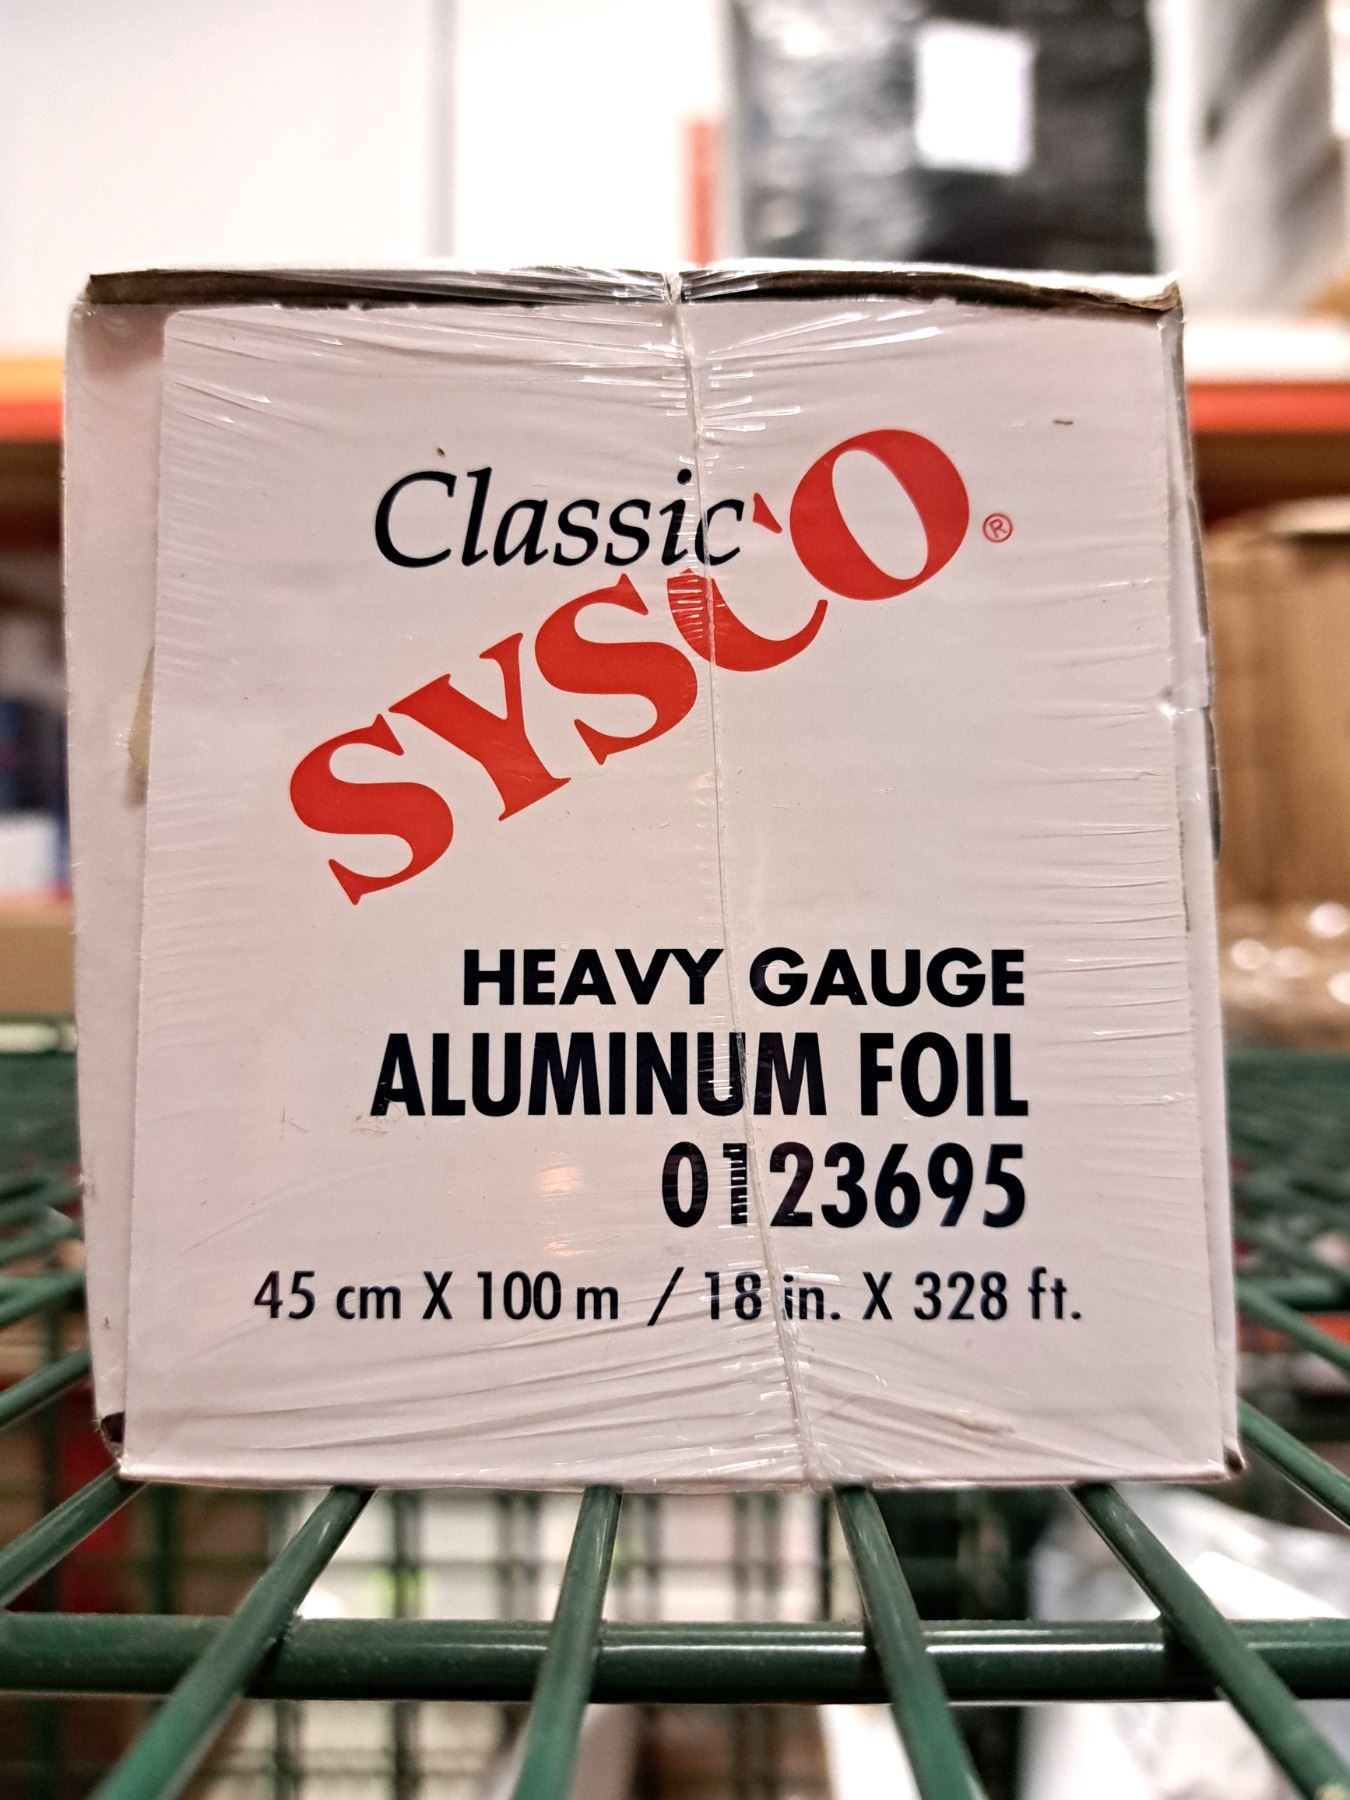 Classic
SYSCO®
HEAVY GAUGE
ALUMINUM FOIL
0123695
45 cm X 100 m / 18 in. X 328 ft.